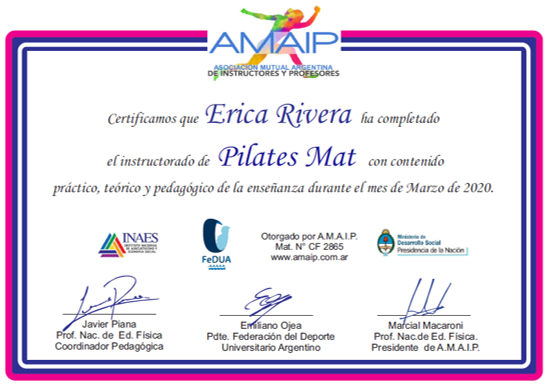 AMAIP
ASOCIACIÓN MUTUAL ARGENTINA
DE INSTRUCTORES Y PROFESORES
Certificamos que Erica Rivera ha completado
el instructorado de Pilates Mat con contenido
práctico, teórico y pedagógico de la enseñanza durante el mes de Marzo de 2020.
INAES
INSTITUTO NACIONAL
DE ASOCIATIVISMO
Y ECONOMÍA SOCIAL
FeDUA
Otorgado por A.M.A.I.P.
Mat. N° CF 2865
www.amaip.com.ar
Ministerio de
Desarrollo Social
Presidencia de la Nación
Javier Piana
Prof. Nac. de Ed. Física
Coordinador Pedagógica
Emiliano Ojea
Pdte. Federación del Deporte
Universitario Argentino
Marcial Macaroni
Prof. Nac.de Ed. Física.
Presidente de A.M.A.I.P.